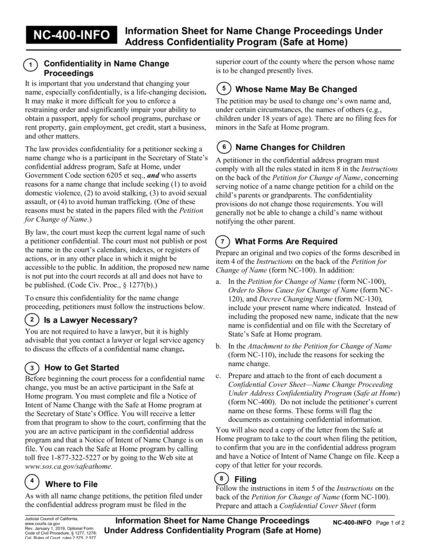 NC-400-INFO
Information Sheet for Name Change Proceedings Under
Address Confidentiality Program (Safe at Home)
1 Confidentiality in Name Change
Proceedings
It is important that you understand that changing your
name, especially confidentially, is a life-changing decision.
It may make it more difficult for you to enforce a
restraining order and significantly impair your ability to
obtain a passport, apply for school programs, purchase or
rent property, gain employment, get credit, start a business,
and other matters.
The law provides confidentiality for a petitioner seeking a
name change who is a participant in the Secretary of State's
confidential address program, Safe at Home, under
Government Code section 6205 et seq., and who asserts
reasons for a name change that include seeking (1) to avoid
domestic violence, (2) to avoid stalking, (3) to avoid sexual
assault, or (4) to avoid human trafficking. (One of these
reasons must be stated in the papers filed with the Petition
for Change of Name.)
By law, the court must keep the current legal name of such
a petitioner confidential. The court must not publish or post
the name in the court's calendars, indexes, or registers of
actions, or in any other place in which it might be
accessible to the public. In addition, the proposed new name
is not put into the court records at all and does not have to
be published. (Code Civ. Proc., § 1277(b).)
To ensure this confidentiality for the name change
proceeding, petitioners must follow the instructions below.
2 Is a Lawyer Necessary?
You are not required to have a lawyer, but it is highly
advisable that you contact a lawyer or legal service agency
to discuss the effects of a confidential name change.
3 How to Get Started
Before beginning the court process for a confidential name
change, you must be an active participant in the Safe at
Home program. You must complete and file a Notice of
Intent of Name Change with the Safe at Home program at
the Secretary of State's Office. You will receive a letter
from that program to show to the court, confirming that the
you are an active participant in the confidential address
program and that a Notice of Intent of Name Change is on
file. You can reach the Safe at Home program by calling
toll free 1-877-322-5227 or by going to the Web site at
www.sos.ca.gov/safeathome.
4 Where to File
As with all name change petitions, the petition filed under
the confidential address program must be filed in the
superior court of the county where the person whose name
is to be changed presently lives.
5 Whose Name May Be Changed
The petition may be used to change one's own name and,
under certain circumstances, the names of others (e.g.,
children under 18 years of age). There are no filing fees for
minors in the Safe at Home program.
6 Name Changes for Children
A petitioner in the confidential address program must
comply with all the rules stated in item 8 in the Instructions
on the back of the Petition for Change of Name, concerning
serving notice of a name change petition for a child on the
child's parents or grandparents. The confidentiality
provisions do not change those requirements. You will
generally not be able to change a child's name without
notifying the other parent.
7 What Forms Are Required
Prepare an original and two copies of the forms described in
item 4 of the Instructions on the back of the Petition for
Change of Name (form NC-100). In addition:
a. In the Petition for Change of Name (form NC-100),
Order to Show Cause for Change of Name (form NC-
120), and Decree Changing Name (form NC-130),
include your present name where indicated. Instead of
including the proposed new name, indicate that the new
name is confidential and on file with the Secretary of
State's Safe at Home program.
b. In the Attachment to the Petition for Change of Name
(form NC-110), include the reasons for seeking the
name change.
c. Prepare and attach to the front of each document a
Confidential Cover Sheet—Name Change Proceeding
Under Address Confidentiality Program (Safe at Home)
(form NC-400). Do not include the petitioner's current
name on these forms. These forms will flag the
documents as containing confidential information.
You will also need a copy of the letter from the Safe at
Home program to take to the court when filing the petition,
to confirm that you are in the confidential address program
and have a Notice of Intent of Name Change on file. Keep a
copy of that letter for your records.
8 Filing
Follow the instructions in item 5 of the Instructions on the
back of the Petition for Change of Name (form NC-100).
Prepare and attach a Confidential Cover Sheet (form
Judicial Council of California,
www.courts.ca.gov
Rev. January 1, 2019, Optional Form
Code of Civil Procedure, § 1277, 1278
Cal. Rules of Court, rules 2.575, 2.577
Information Sheet for Name Change Proceedings
Under Address Confidentiality Program (Safe at Home)
NC-400-INFO Page 1 of 2